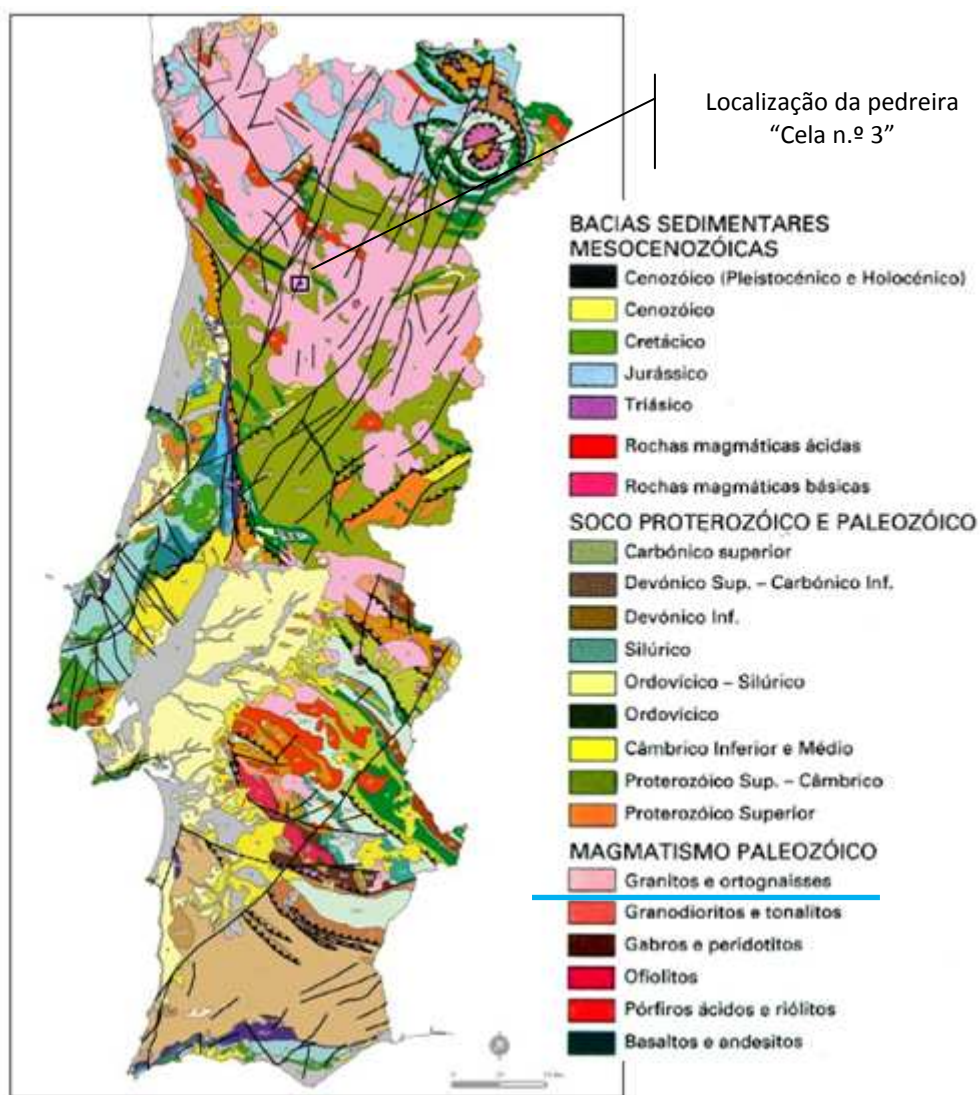 Localização da pedreira
“Cela n.º 3”
BACIAS SEDIMENTARES
MESOCENOZÓICAS
Cenozóico (Pleistocénico e Holocénico)
Cenozóico
Cretácico
Jurássico
Triásico
Rochas magmáticas ácidas
Rochas magmáticas básicas
SOCO PROTEROZÓICO E PALEOZÓICO
Carbónico superior
Devónico Sup. – Carbónico Inf.
Devónico Inf.
Silúrico
Ordovícico – Silúrico
Ordovícico
Câmbrico Inferior e Médio
Proterozóico Sup. – Câmbrico
Proterozóico Superior
MAGMATISMO PALEOZÓICO
Granitos e ortognaisses
Granodioritos e tonalitos
Gabros e peridotitos
Ofiolitos
Pórfiros ácidos e riólitos
Basaltos e andesitos